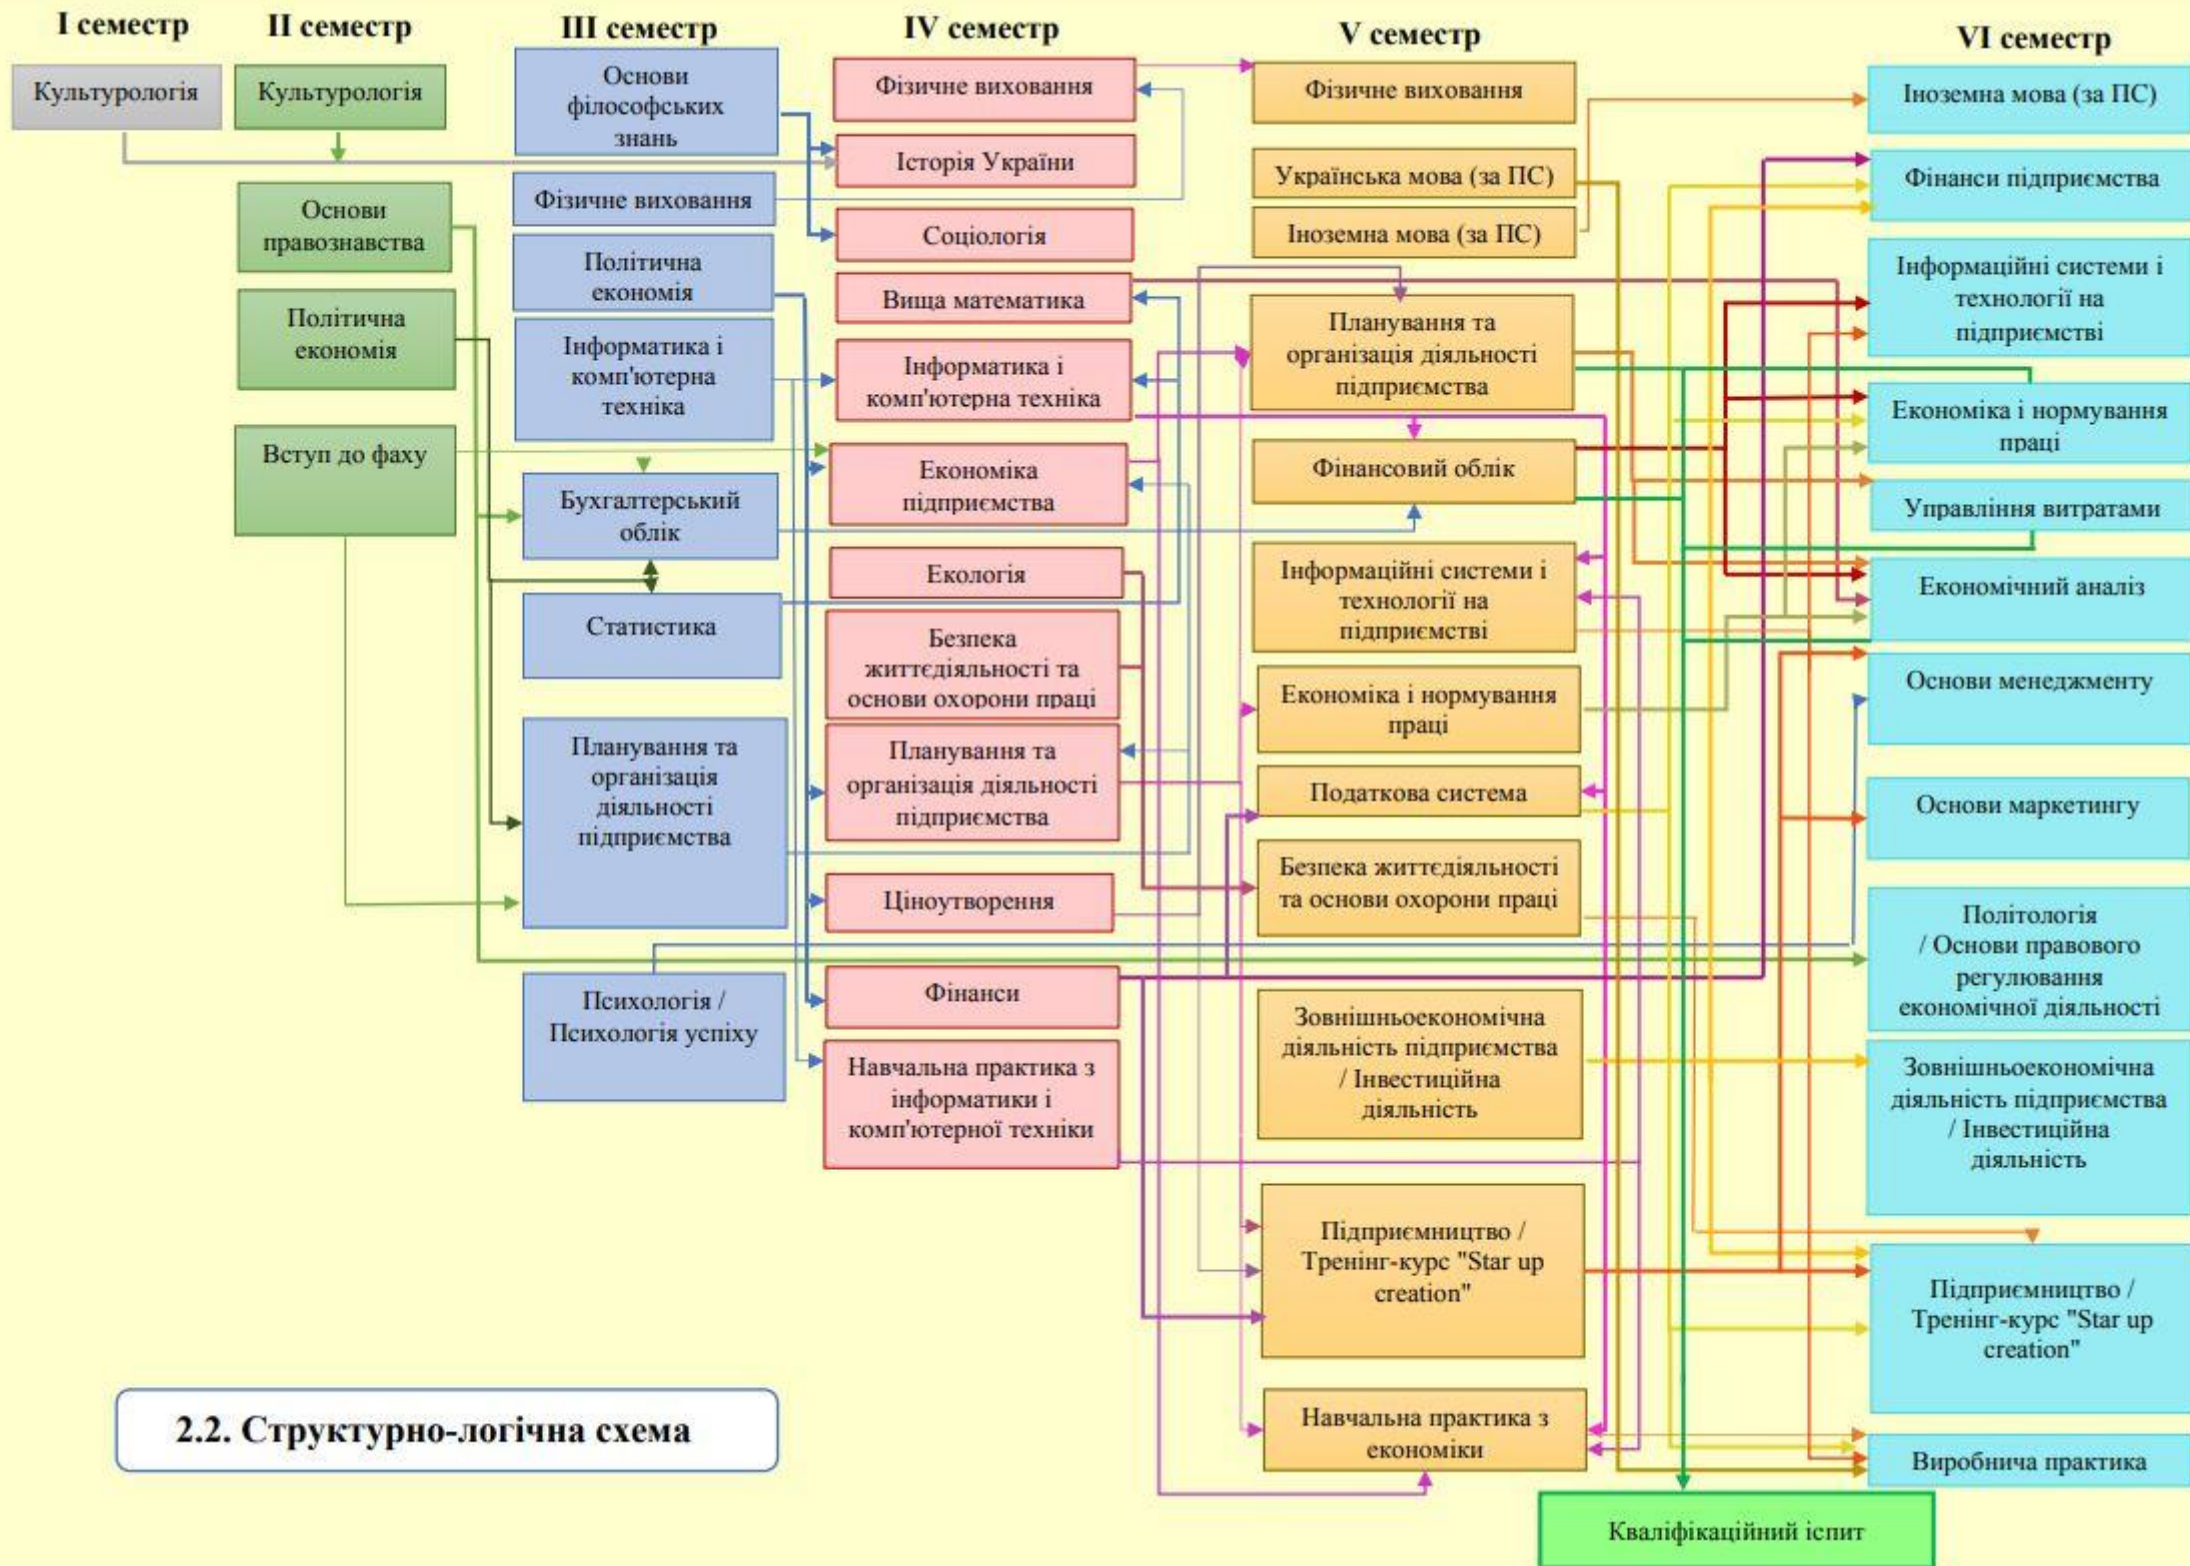 I семестр
II семестр
III семестр
IV семестр
V семестр
VI семестр
Культурологія
Культурологія
Основи
правознавства
Політична
економія
Вступ до фаху
Основи
філософських
знань
Фізичне виховання
Політична
економія
Інформатика і
комп'ютерна
техніка
Бухгалтерський
облік
Статистика
Планування та
організація
діяльності
підприємства
Психологія /
Психологія успіху
Фізичне виховання
Історія України
Соціологія
Вища математика
Інформатика і
комп'ютерна техніка
Економіка
підприємства
Екологія
Безпека
життєдіяльності та
основи охорони праці
Планування та
організація діяльності
підприємства
Ціноутворення
Фінанси
Навчальна практика з
інформатики і
комп'ютерної техніки
Фізичне виховання
Українська мова (за ПС)
Іноземна мова (за ПС)
Планування та
організація діяльності
підприємства
Фінансовий облік
Інформаційні системи і
технології на
підприємстві
Економіка і нормування
праці
Податкова система
Безпека життєдіяльності
та основи охорони праці
Зовнішньоекономічна
діяльність підприємства
/ Інвестиційна
діяльність
Підприємництво /
Тренінг-курс "Star up
creation"
Навчальна практика з
економіки
Іноземна мова (за ПС)
Фінанси підприємства
Інформаційні системи і
технології на
підприємстві
Економіка і нормування
праці
Управління витратами
Економічний аналіз
Основи менеджменту
Основи маркетингу
Політологія
/ Основи правового
регулювання
економічної діяльності
Зовнішньоекономічна
діяльність підприємства
/ Інвестиційна
діяльність
Підприємництво /
Тренінг-курс "Star up
creation"
Виробнича практика
Кваліфікаційний іспит
2.2. Структурно-логічна схема